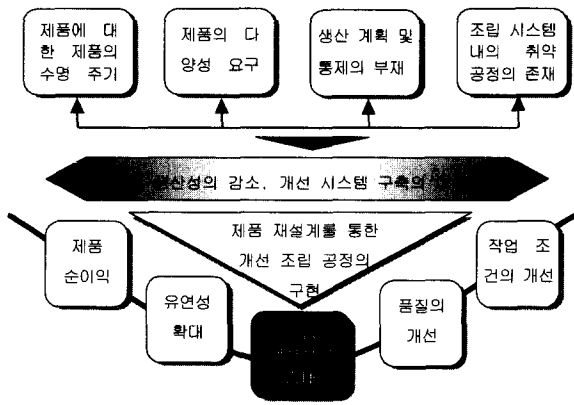 제품에 대
한 제품의
수명 주기
제품의 다
양성 요구
생산 계획 및
통제의 부재
조립 시스템
내의 취약
공정의 존재
산성의 감소, 개선 시스템 구축의
제품 재설계를 통한
개선 조립 공정의
구현
제품
순이익
유연성
확대
품질의
개선
작업 조
건의 개선